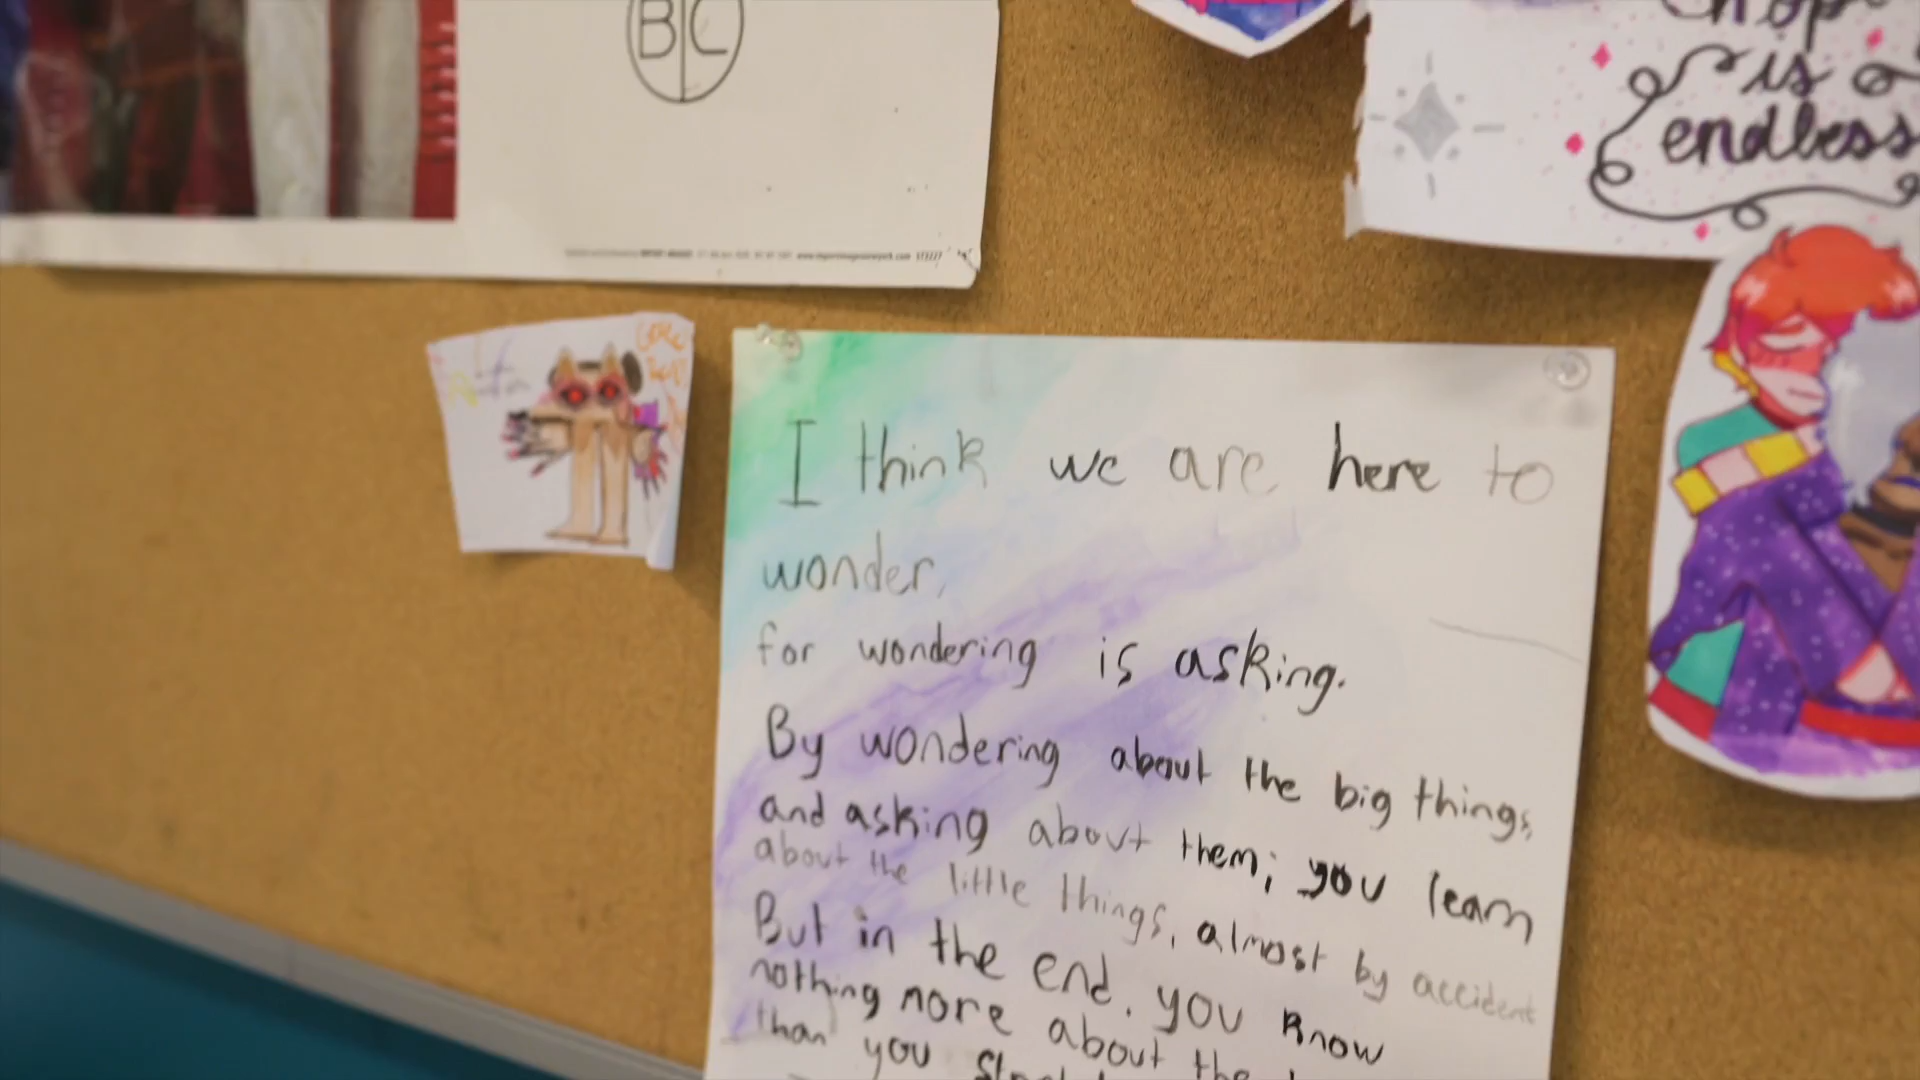 B C
hop
is
endless
I think we are here to
wonder,
for wondering is asking.
By wondering about the big things,
and asking about them; you learn
about the little things, almost by accident
But in the end, you know
nothing more about the
than you